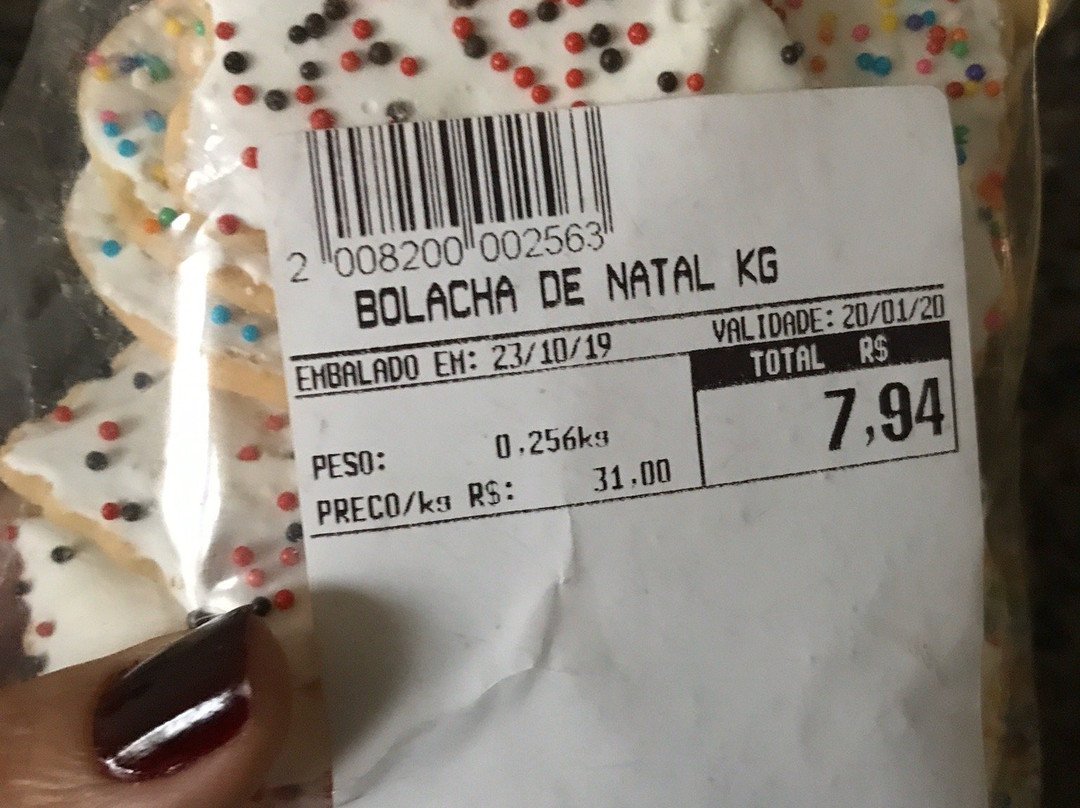 2 008200 002563
BOLACHA DE NATAL KG
EMBALADO EM: 23/10/19 VALIDADE: 20/01/20
TOTAL R$
7,94
PESO: 0,256kg
PRECO/kg R$: 31,00